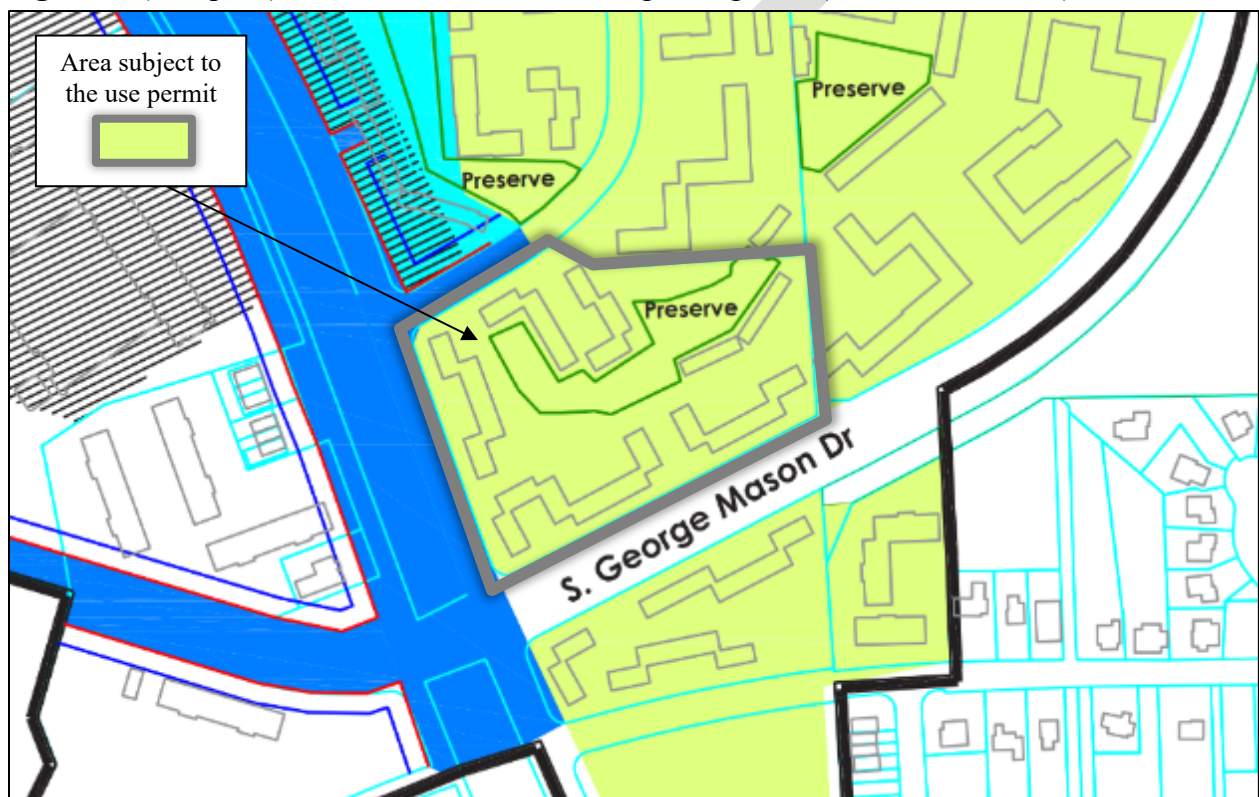 Area subject to
the use permit
Preserve
Preserve
Preserve
S. George Mason Dr